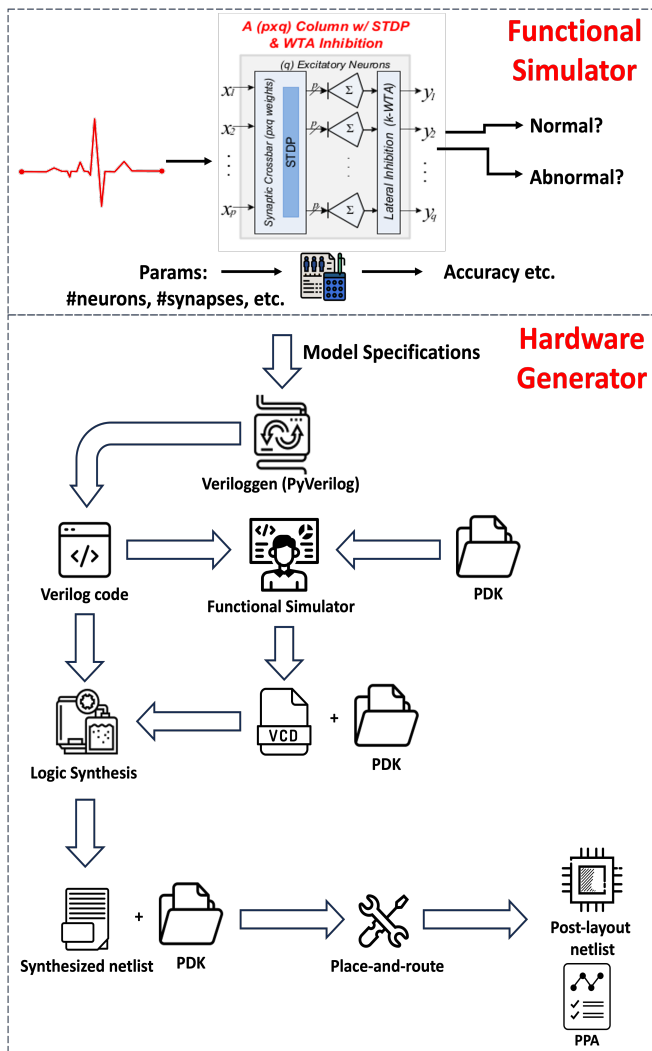 A (pxq) Column w/ STDP
& WTA Inhibition
Functional
Simulator
(q) Excitatory Neurons
x1
x2
xp
Synaptic Crossbar (pxq weights)
STDP
p
Σ
p
Σ
p
Σ
Lateral Inhibition (k-WTA)
y1
y2
yq
Normal?
Abnormal?
Params:
#neurons, #synapses, etc.
Accuracy etc.
Hardware
Generator
Model Specifications
Veriloggen (PyVerilog)
</>
Verilog code
</>
Functional Simulator
PDK
Logic Synthesis
VCD
+
PDK
Synthesized netlist
+
PDK
Place-and-route
Post-layout
netlist
PPA